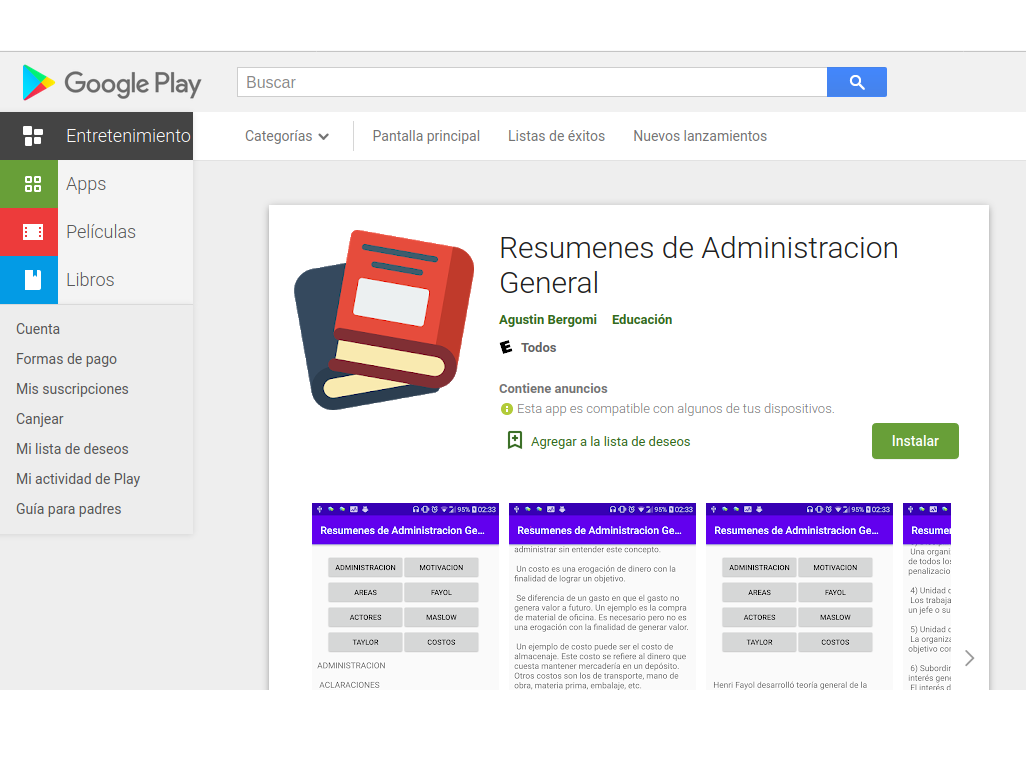 Google Play
Buscar
Entretenimiento
Categorías
Pantalla principal
Listas de éxitos
Nuevos lanzamientos
Apps
Películas
Libros
Cuenta
Formas de pago
Mis suscripciones
Canjear
Mi lista de deseos
Mi actividad de Play
Guía para padres
Resumenes de Administracion
General
Agustin Bergomi Educación
E Todos
Contiene anuncios
Esta app es compatible con algunos de tus dispositivos.
Agregar a la lista de deseos
Instalar
95% 02:33
Resumenes de Administracion Ge...
ADMINISTRACION MOTIVACION
AREAS FAYOL
ACTORES MASLOW
TAYLOR COSTOS
ADMINISTRACION
ACLARACIONES
95% 02:33
Resumenes de Administracion Ge...
administrar sin entender este concepto.
Un costo es una erogación de dinero con la
finalidad de lograr un objetivo.
Se diferencia de un gasto en que el gasto no
genera valor a futuro. Un ejemplo es la compra
de material de oficina. Es necesario pero no es
una erogación con la finalidad de generar valor.
Un ejemplo de costo puede ser el costo de
almacenaje. Este costo se refiere al dinero que
cuesta mantener mercadería en un depósito.
Otros costos son los de transporte, mano de
obra, materia prima, embalaje, etc.
95% 02:33
Resumenes de Administracion Ge...
ADMINISTRACION MOTIVACION
AREAS FAYOL
ACTORES MASLOW
TAYLOR COSTOS
Henri Fayol desarrolló teoría general de la
Resumer
Una organi
de todos los
penalizacio
4) Unidad c
Los trabaja
un jefe o su
5) Unidad c
La organiza
objetivo cor
6) Subordir
interés gene
El interés d